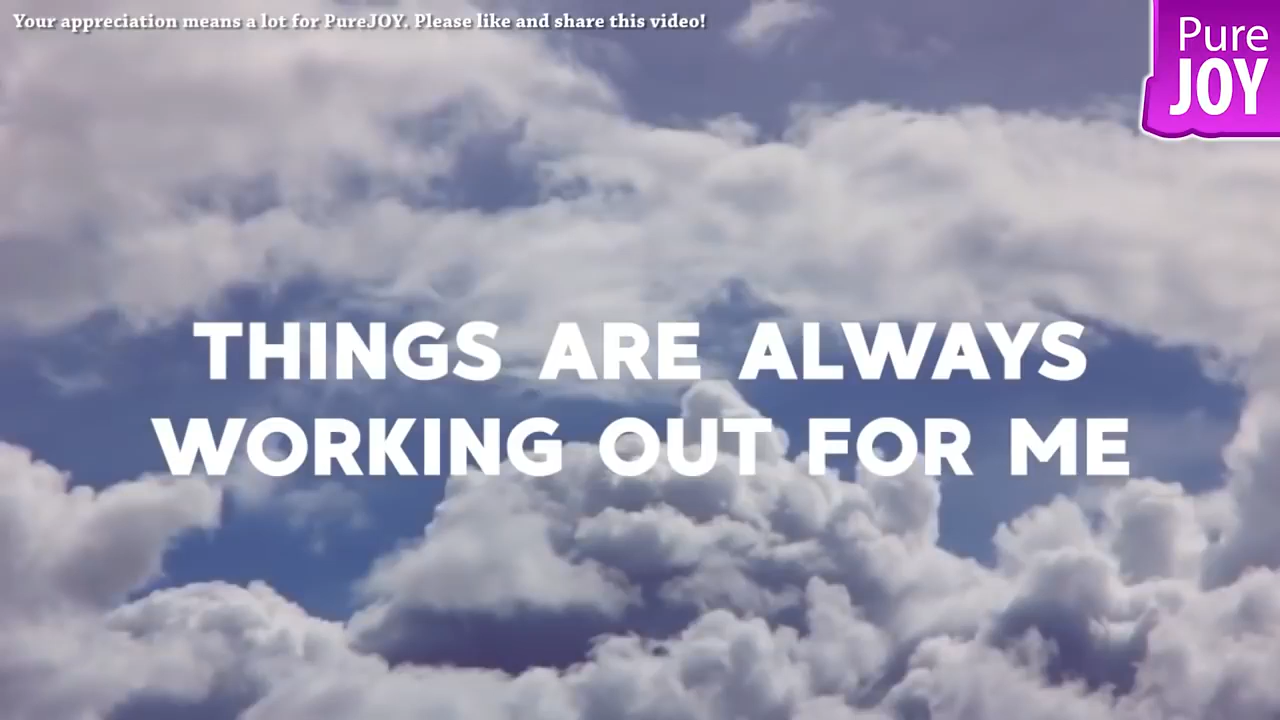 Your appreciation means a lot for PureJOY. Please like and share this video!
Pure
JOY
THINGS ARE ALWAYS
WORKING OUT FOR ME